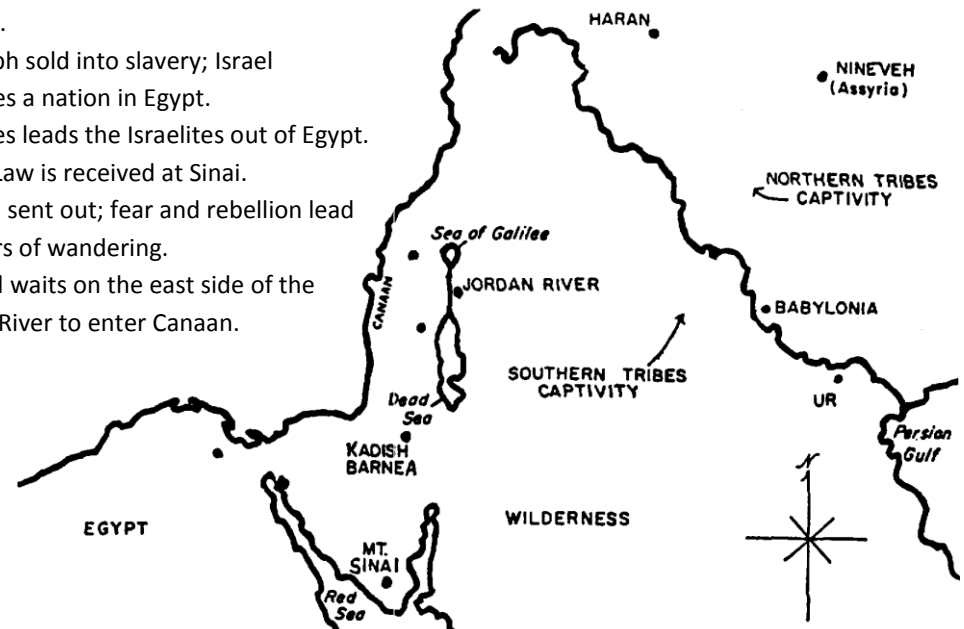 .
ph sold into slavery; Israel
es a nation in Egypt.
es leads the Israelites out of Egypt.
Law is received at Sinai.
sent out; fear and rebellion lead
rs of wandering.
l waits on the east side of the
River to enter Canaan.
HARAN
NINEVEH
(Assyria)
NORTHERN TRIBES
CAPTIVITY
Sea of Galilee
CANAAN
JORDAN RIVER
BABYLONIA
SOUTHERN TRIBES
CAPTIVITY
UR
Dead
Sea
Persian
Gulf
KADISH
BARNEA
N
EGYPT
WILDERNESS
MT.
SINAI
Red
Sea